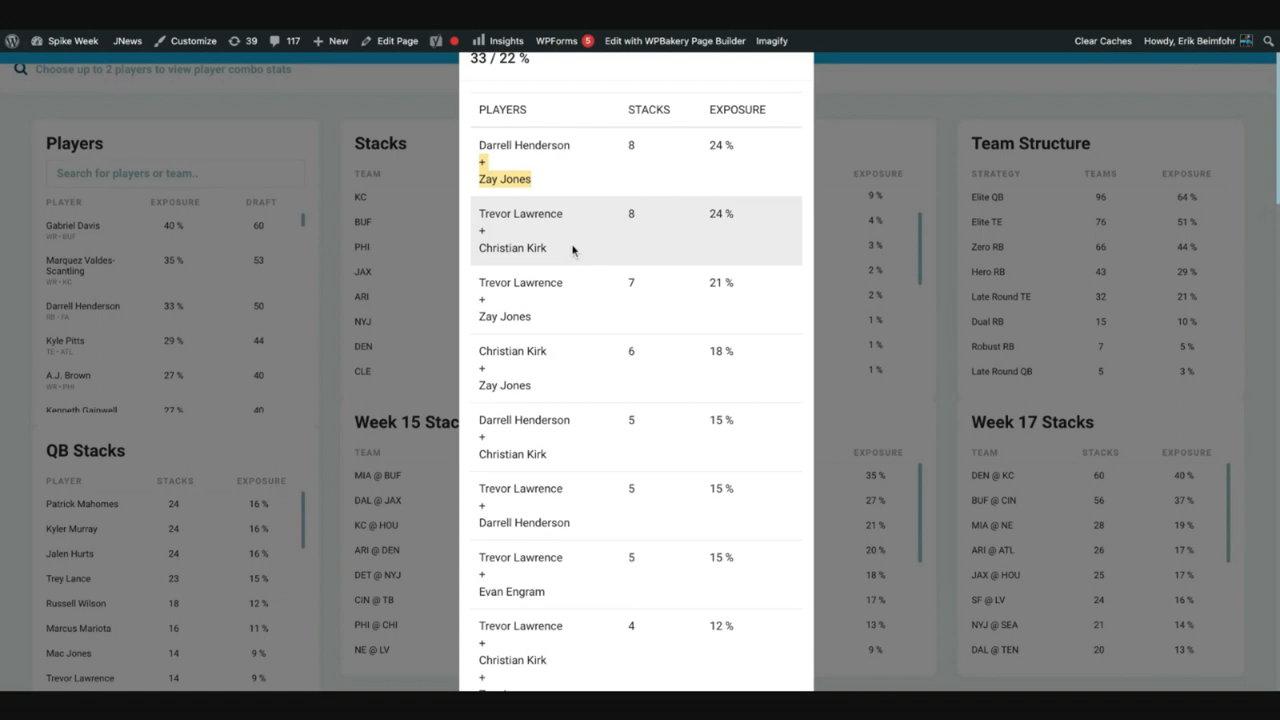 Spike Week
JNews
Customize
39
117
New
Edit Page
Insights
WPForms 5
Edit with WPBakery Page Builder
Imagify
Clear Caches
Howdy, Erik Beimfohr
Choose up to 2 players to view player combo stats
33 / 22 %
PLAYERS STACKS EXPOSURE
Darrell Henderson 8 24 %
+
Zay Jones
Trevor Lawrence 8 24 %
+
Christian Kirk
Trevor Lawrence 7 21 %
+
Zay Jones
Christian Kirk 6 18 %
+
Zay Jones
Darrell Henderson 5 15 %
+
Christian Kirk
Trevor Lawrence 5 15 %
+
Darrell Henderson
Trevor Lawrence 5 15 %
+
Evan Engram
Trevor Lawrence 4 12 %
+
Christian Kirk
+
Players
Search for players or team..
PLAYER EXPOSURE DRAFT
Gabriel Davis 40 % 60
WR • BUF
Marquez Valdes-
Scantling 35 % 53
WR • KC
Darrell Henderson 33 % 50
RB • FA
Kyle Pitts 29 % 44
TE • ATL
A.J. Brown 27 % 40
WR • PHI
Kenneth Gainwell 27 % 40
QB Stacks
PLAYER STACKS EXPOSURE
Patrick Mahomes 24 16 %
Kyler Murray 24 16 %
Jalen Hurts 24 16 %
Trey Lance 23 15 %
Russell Wilson 18 12 %
Marcus Mariota 16 11 %
Mac Jones 14 9 %
Trevor Lawrence 14 9 %
Stacks
TEAM EXPOSURE
KC 9 %
BUF 4 %
PHI 3 %
JAX 2 %
ARI 2 %
NYJ 1 %
DEN 1 %
CLE 1 %
Week 15 Stac
TEAM EXPOSURE
MIA @ BUF 35 %
DAL @ JAX 27 %
KC @ HOU 21 %
ARI @ DEN 20 %
DET @ NYJ 18 %
CIN @ TB 17 %
PHI @ CHI 13 %
NE @ LV 9 %
Team Structure
STRATEGY TEAMS EXPOSURE
Elite QB 96 64 %
Elite TE 76 51 %
Zero RB 66 44 %
Hero RB 43 29 %
Late Round TE 32 21 %
Dual RB 15 10 %
Robust RB 7 5 %
Late Round QB 5 3 %
Week 17 Stacks
TEAM STACKS EXPOSURE
DEN @ KC 60 40 %
BUF @ CIN 56 37 %
MIA @ NE 28 19 %
ARI @ ATL 26 17 %
JAX @ HOU 25 17 %
SF @ LV 24 16 %
NYJ @ SEA 21 14 %
DAL @ TEN 20 13 %